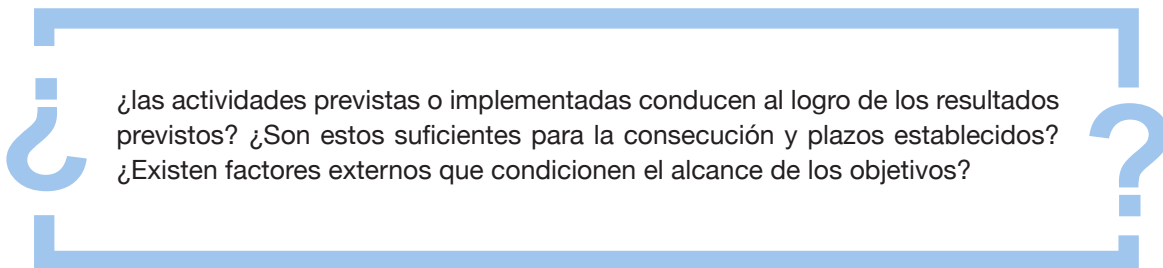 ¿las actividades previstas o implementadas conducen al logro de los resultados
previstos? ¿Son estos suficientes para la consecución y plazos establecidos?
¿Existen factores externos que condicionen el alcance de los objetivos?
¿ ?